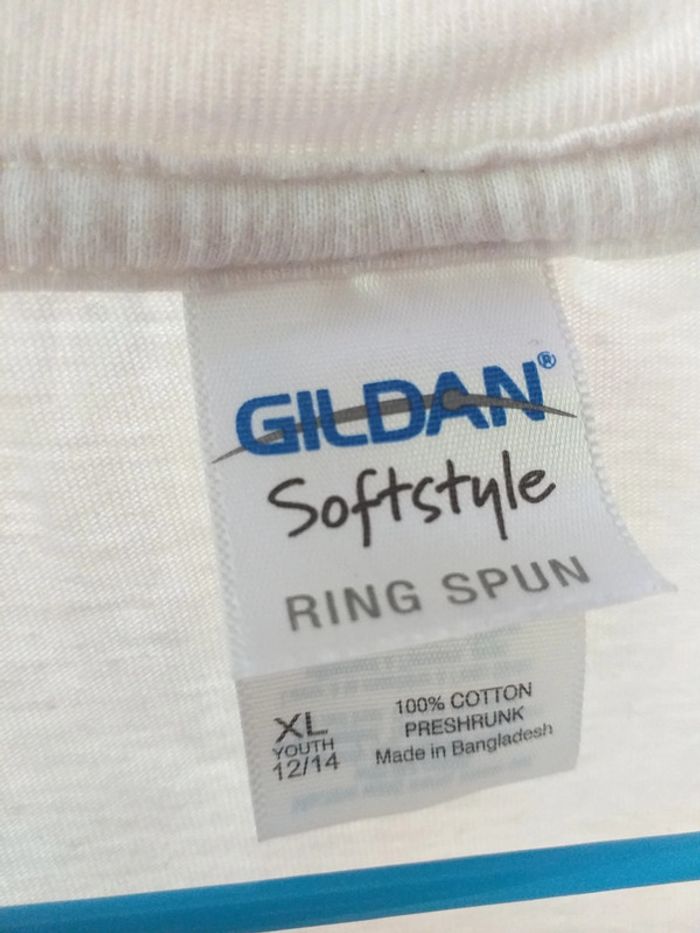 GILDAN®
Softstyle
RING SPUN
XL
YOUTH
12/14
100% COTTON
PRESHRUNK
Made in Bangladesh